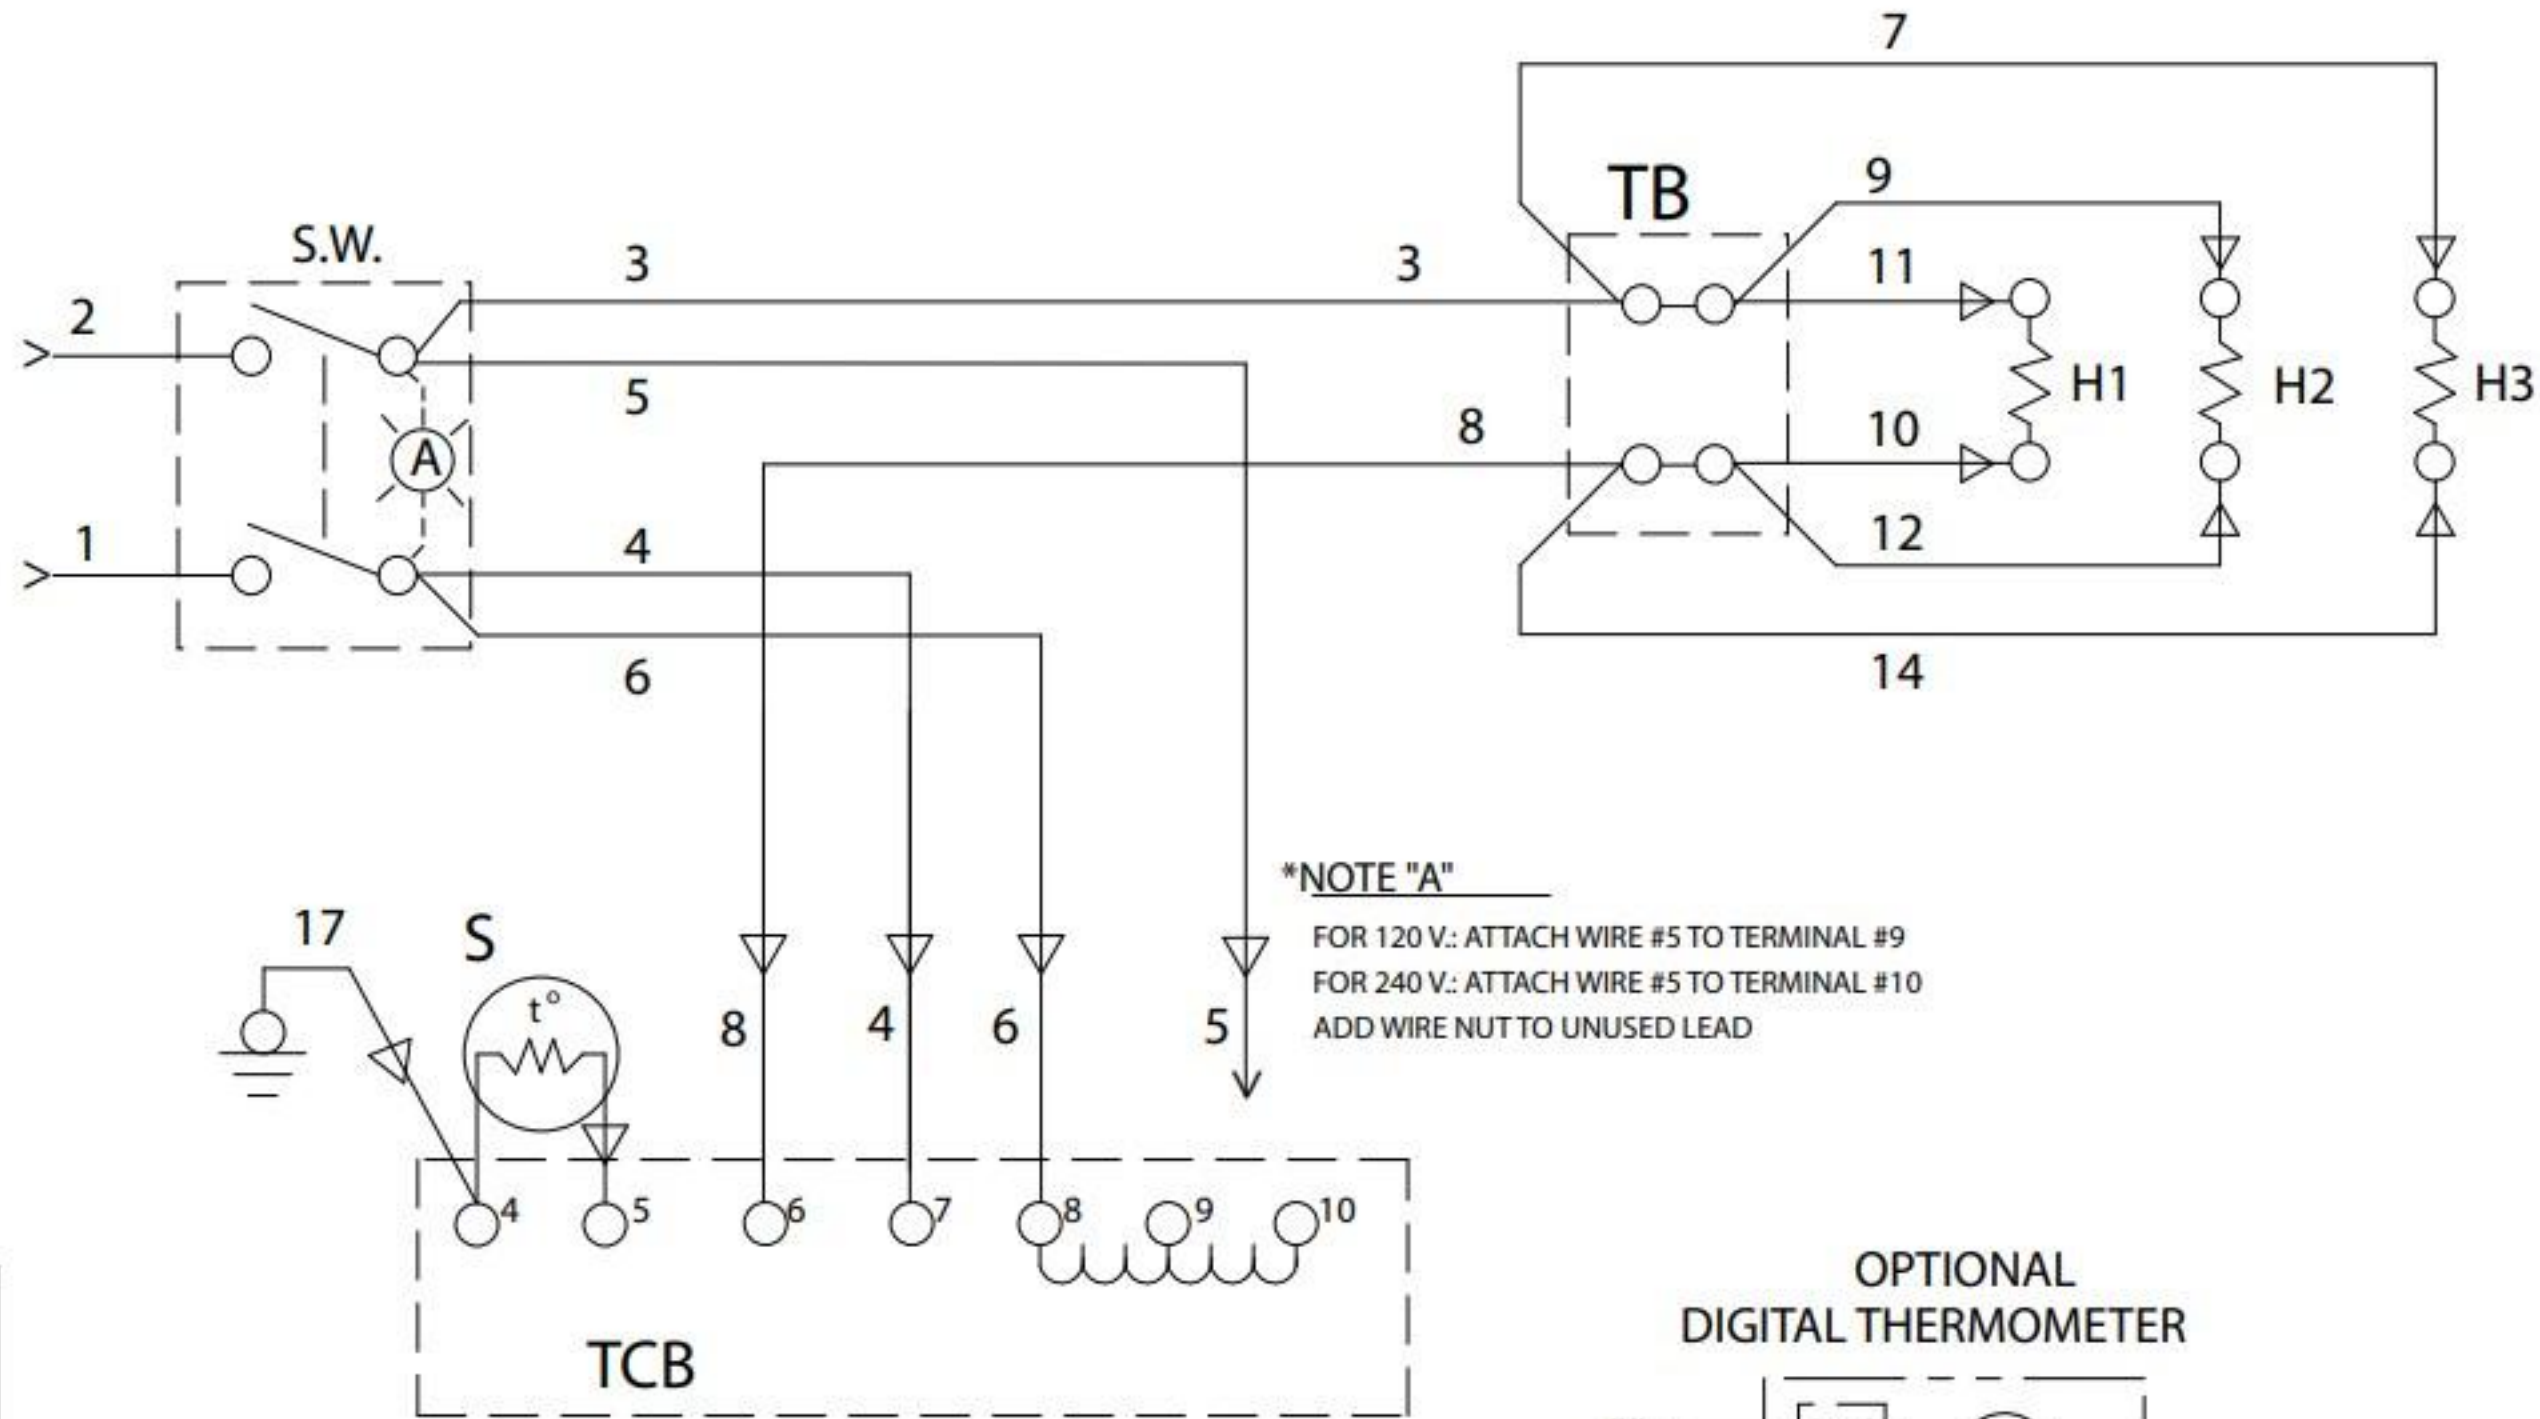 7
TB
9
S.W.
3
3
11
2
5
H1
H2
H3
8
10
A
1
4
12
6
14
*NOTE "A"
FOR 120 V.: ATTACH WIRE #5 TO TERMINAL #9
FOR 240 V.: ATTACH WIRE #5 TO TERMINAL #10
ADD WIRE NUT TO UNUSED LEAD
17
S
t°
8
4
6
5
4
5
6
7
8
9
10
TCB
OPTIONAL
DIGITAL THERMOMETER